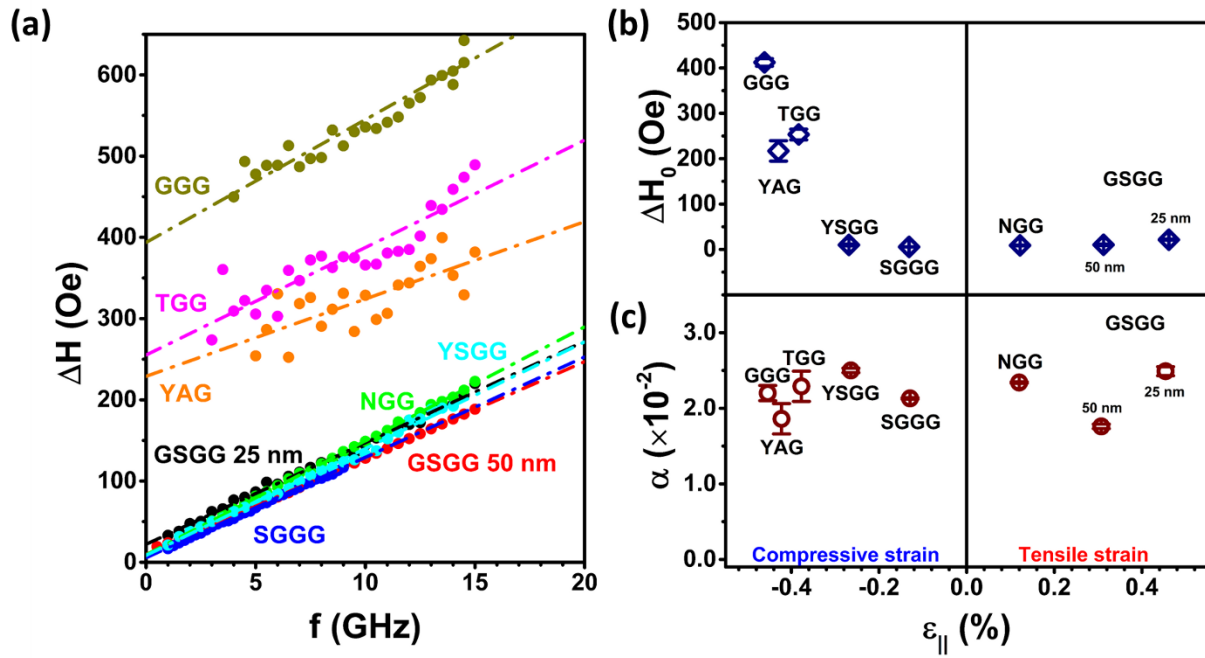 (a)
ΔH (Oe)
600
500
400
300
200
100
0
GGG
TGG
YAG
YSGG
NGG
GSGG 25 nm
GSGG 50 nm
SGGG
0 5 10 15 20
f (GHz)
(b)
ΔH₀ (Oe)
500
400
300
200
100
0
GGG
TGG
YAG
YSGG
SGGG
NGG
GSGG
50 nm
25 nm
(c)
α (×10⁻²)
3.0
2.0
1.0
0.0
GGG
TGG
YAG
YSGG
SGGG
NGG
GSGG
50 nm
25 nm
Compressive strain
Tensile strain
-0.4 -0.2 0.0 0.2 0.4
ε|| (%)